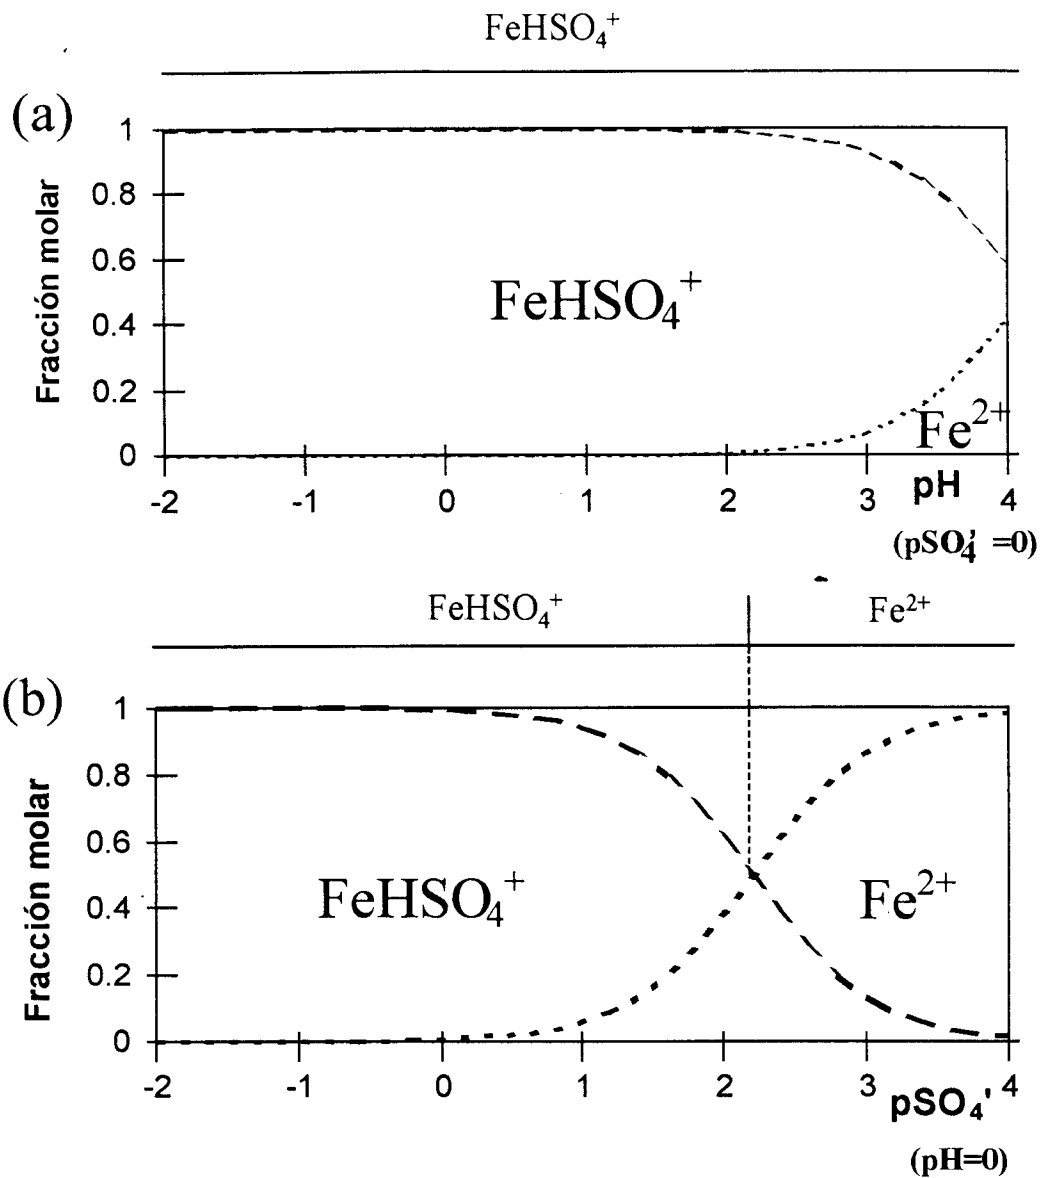 FeHSO₄⁺
(a)
Fracción molar
1
0.8
0.6
0.4
0.2
0
FeHSO₄⁺
Fe²⁺
-2 -1 0 1 2 3 4
pH
(pSO₄' =0)
FeHSO₄⁺ Fe²⁺
(b)
Fracción molar
1
0.8
0.6
0.4
0.2
0
FeHSO₄⁺ Fe²⁺
-2 -1 0 1 2 3 4
pSO₄'
(pH=0)